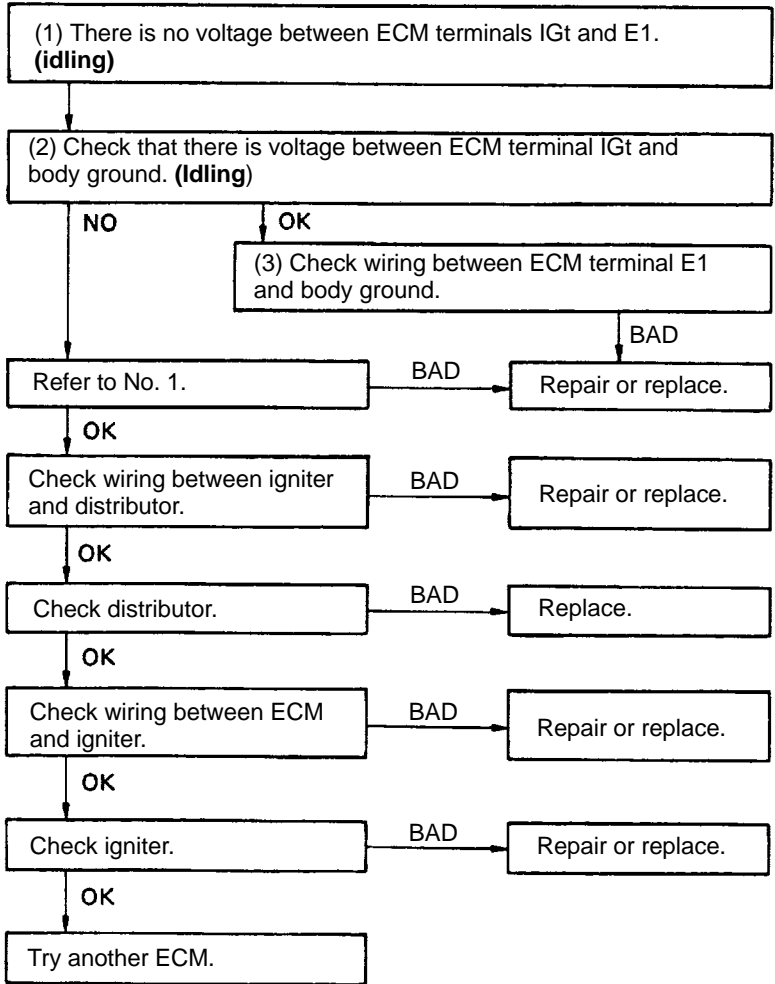 (1) There is no voltage between ECM terminals IGt and E1.
(idling)
(2) Check that there is voltage between ECM terminal IGt and
body ground. (Idling)
NO
OK
(3) Check wiring between ECM terminal E1
and body ground.
BAD
Refer to No. 1.
BAD
Repair or replace.
OK
Check wiring between igniter
and distributor.
BAD
Repair or replace.
OK
Check distributor.
BAD
Replace.
OK
Check wiring between ECM
and igniter.
BAD
Repair or replace.
OK
Check igniter.
BAD
Repair or replace.
OK
Try another ECM.